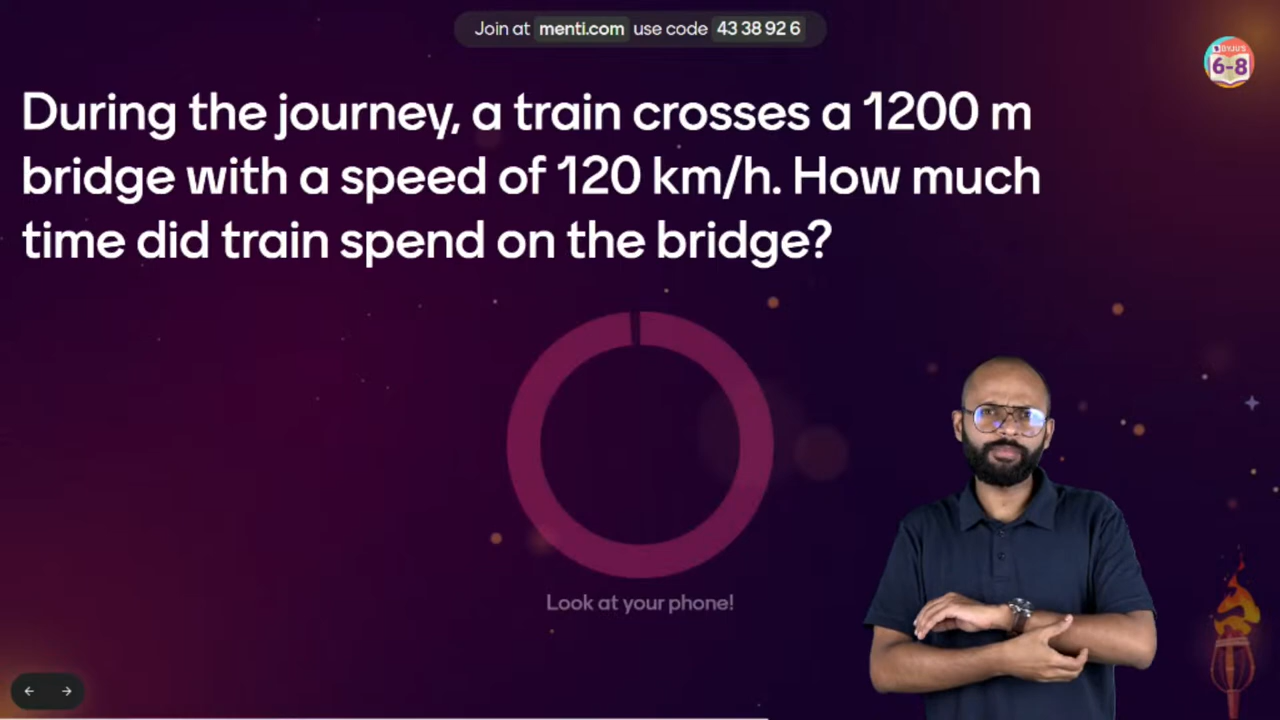 Join at menti.com use code 43 38 92 6
BYJU'S
6-8
During the journey, a train crosses a 1200 m
bridge with a speed of 120 km/h. How much
time did train spend on the bridge?
Look at your phone!